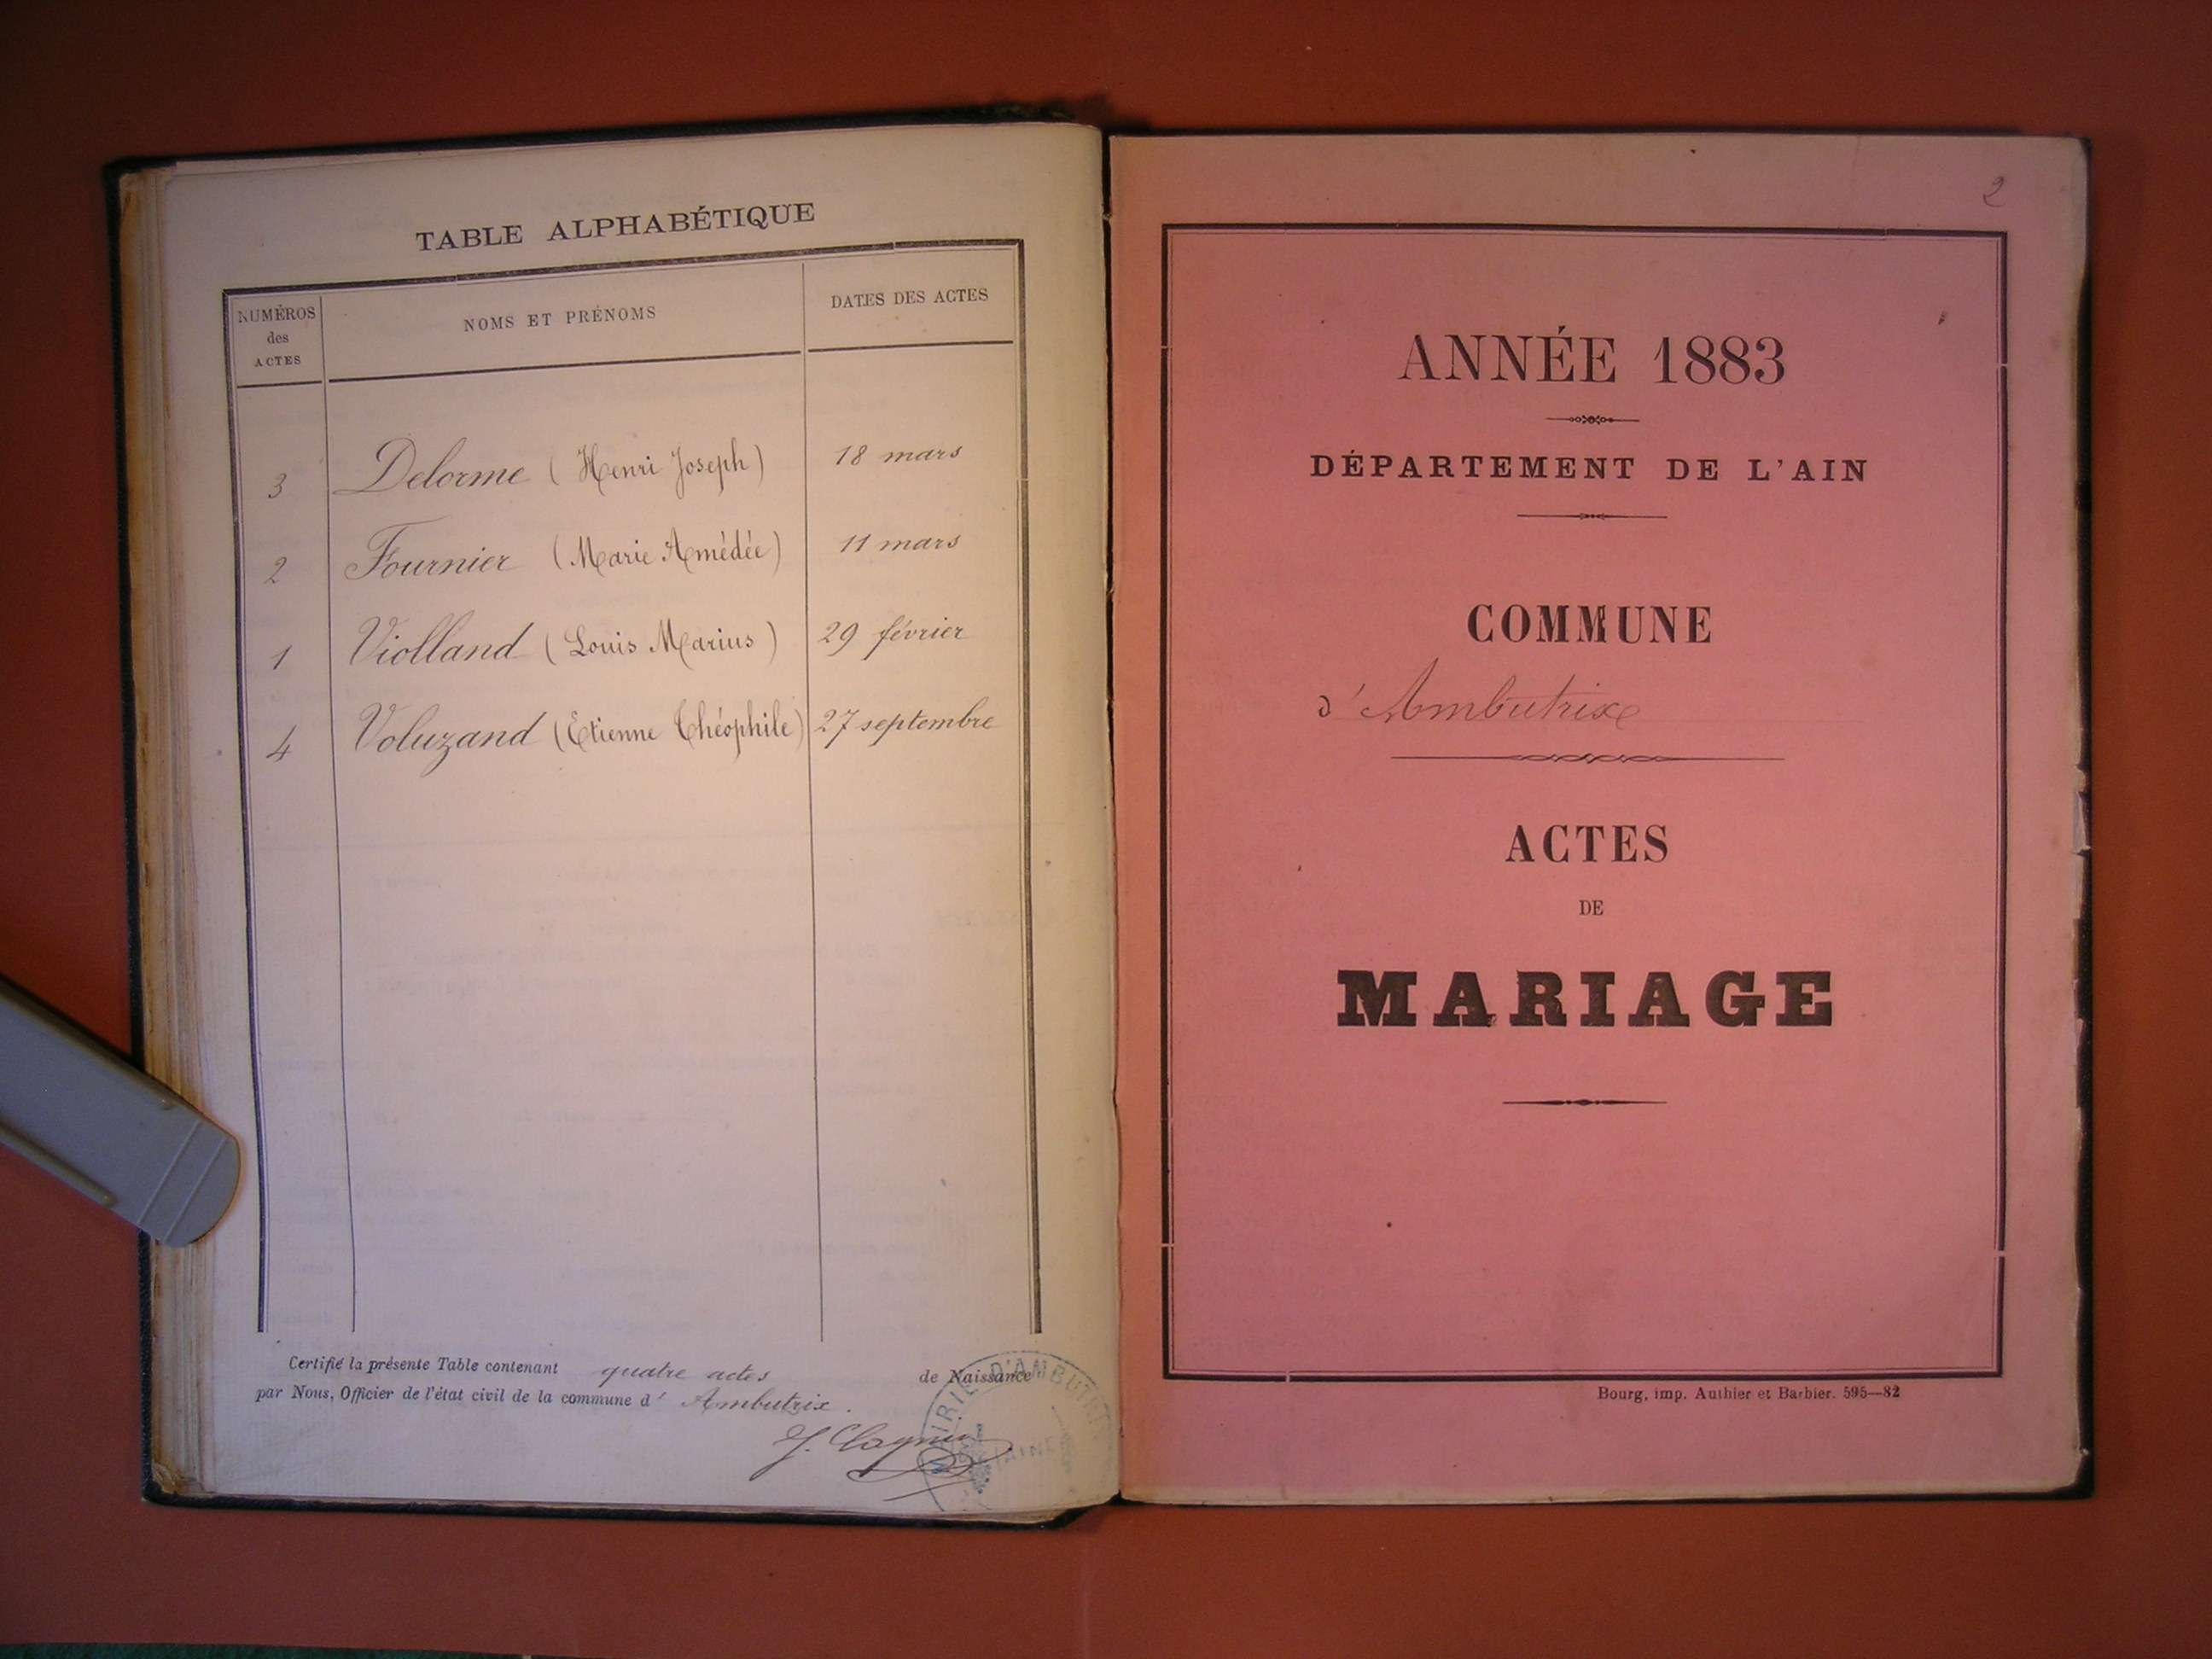 TABLE ALPHABÉTIQUE
NUMÉROS
des
ACTES
NOMS ET PRÉNOMS
DATES DES ACTES
3 Delorme (Henri Joseph) 18 mars
2 Fournier (Marie Amédée) 11 mars
1 Violland (Louis Marius) 29 février
4 Voluzand (Etienne Théophile) 27 septembre
Certifié la présente Table contenant quatre actes de Naissance
par Nous, Officier de l'état civil de la commune d' Ambutrix.
MAIRIE D'AMBUTRIX
2
ANNÉE 1883
DÉPARTEMENT DE L'AIN
COMMUNE
d'Ambutrix
ACTES
DE
MARIAGE
Bourg, imp. Authier et Barbier. 595—82